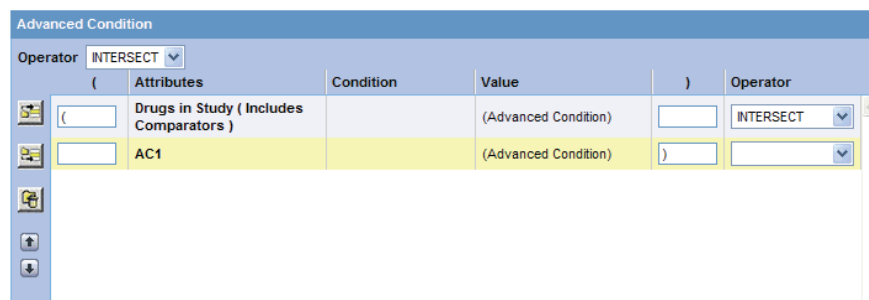 Advanced Condition
Operator INTERSECT
( Attributes Condition Value ) Operator
( Drugs in Study ( Includes Comparators ) (Advanced Condition) INTERSECT
AC1 (Advanced Condition) )